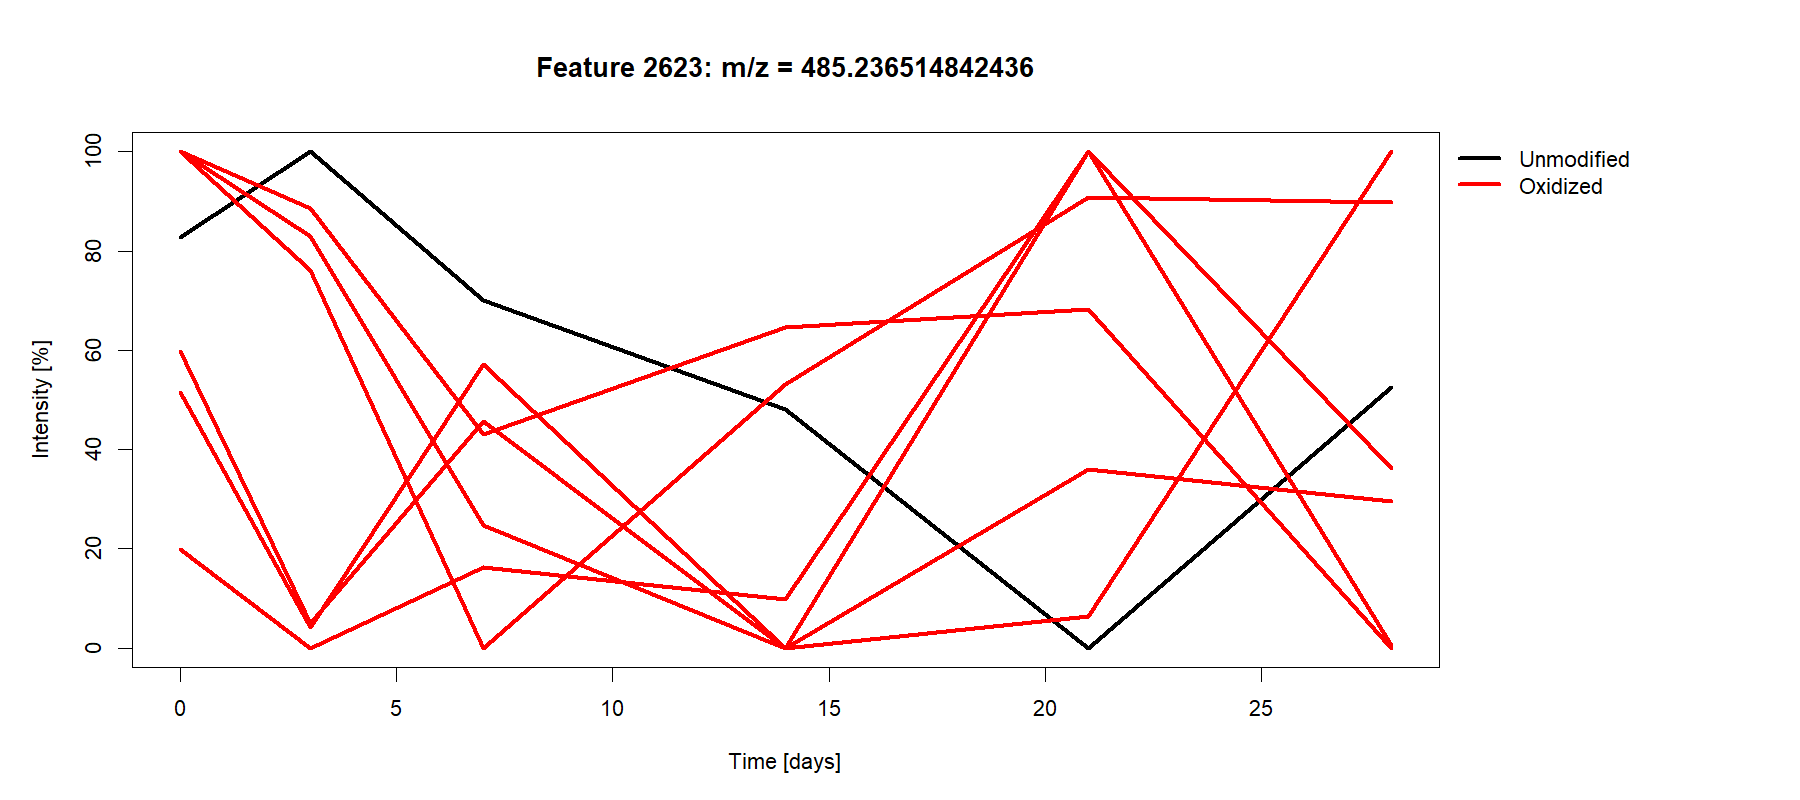 Feature 2623: m/z = 485.236514842436
Unmodified
Oxidized
Intensity [%]
100
80
60
40
20
0
0 5 10 15 20 25
Time [days]